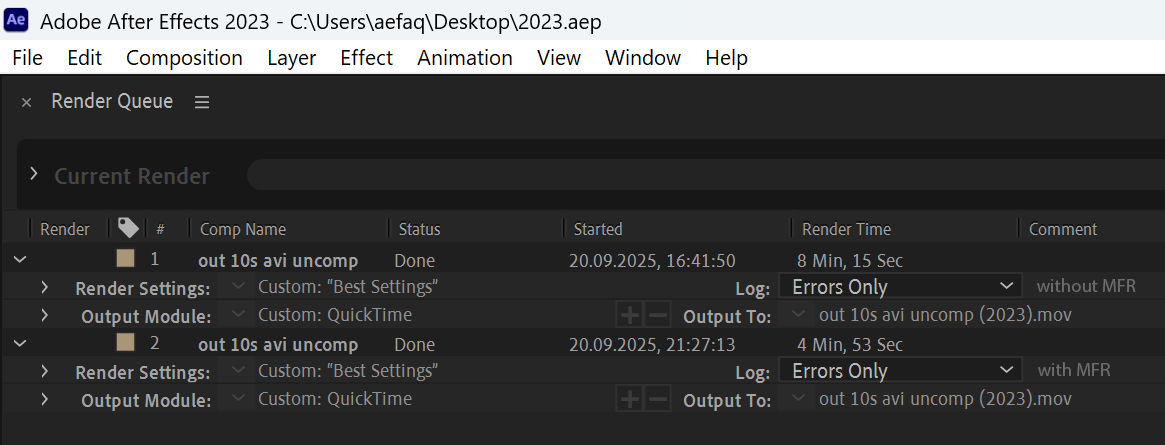 Ae Adobe After Effects 2023 - C:\Users\aefaq\Desktop\2023.aep
File Edit Composition Layer Effect Animation View Window Help
× Render Queue
Current Render
Render # Comp Name Status Started Render Time Comment
1 out 10s avi uncomp Done 20.09.2025, 16:41:50 8 Min, 15 Sec
Render Settings: Custom: "Best Settings" Log: Errors Only without MFR
Output Module: Custom: QuickTime + − Output To: out 10s avi uncomp (2023).mov
2 out 10s avi uncomp Done 20.09.2025, 21:27:13 4 Min, 53 Sec
Render Settings: Custom: "Best Settings" Log: Errors Only with MFR
Output Module: Custom: QuickTime + − Output To: out 10s avi uncomp (2023).mov